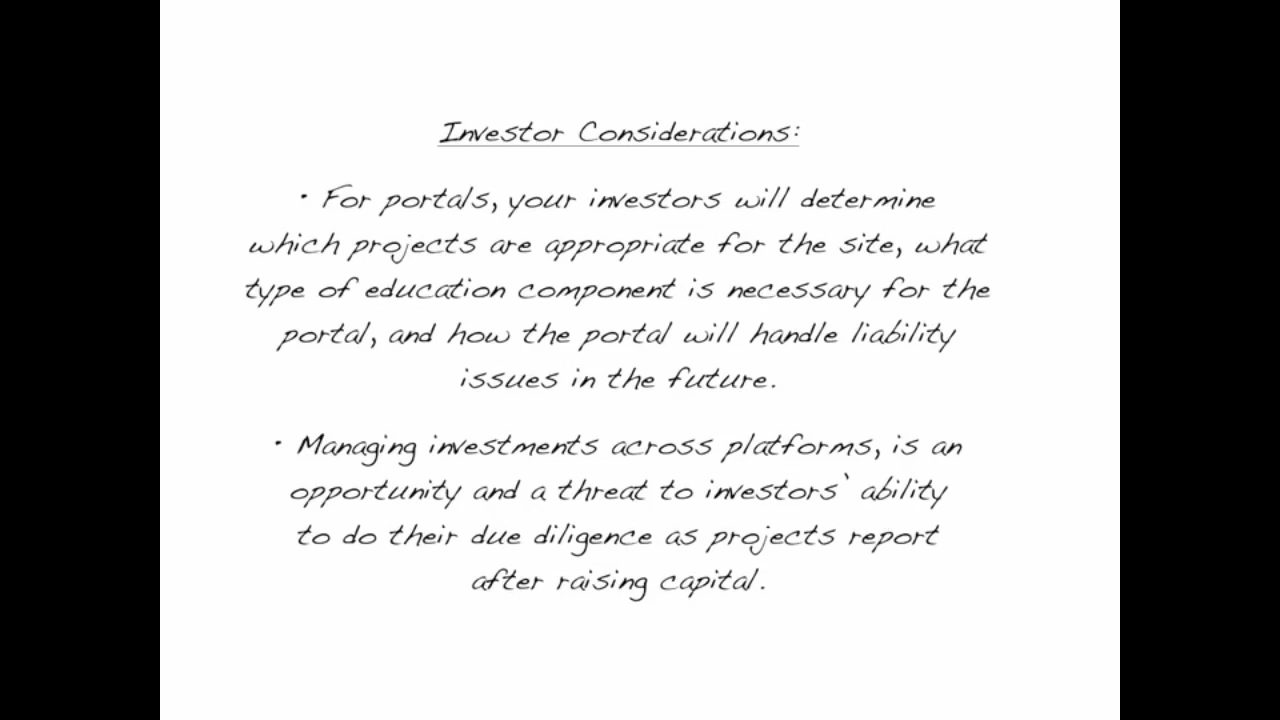 Investor Considerations:
• For portals, your investors will determine
which projects are appropriate for the site, what
type of education component is necessary for the
portal, and how the portal will handle liability
issues in the future.
• Managing investments across platforms, is an
opportunity and a threat to investors` ability
to do their due diligence as projects report
after raising capital.